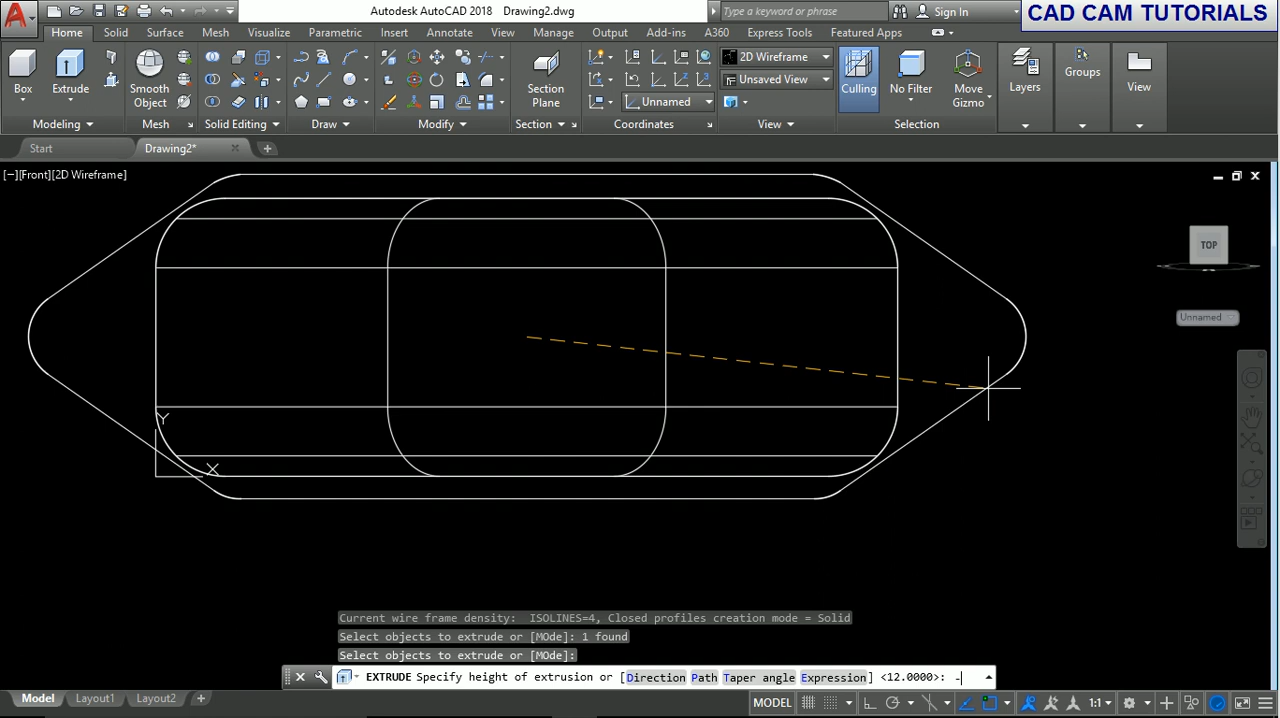 Autodesk AutoCAD 2018 Drawing2.dwg
Type a keyword or phrase
Sign In
CAD CAM TUTORIALS
Home Solid Surface Mesh Visualize Parametric Insert Annotate View Manage Output Add-ins A360 Express Tools Featured Apps
Box
Extrude
Smooth
Object
Section
Plane
2D Wireframe
Unsaved View
Unnamed
Culling
No Filter
Move
Gizmo
Layers
Groups
View
Modeling
Mesh
Solid Editing
Draw
Modify
Section
Coordinates
View
Selection
Start
Drawing2*
[−][Front][2D Wireframe]
TOP
Unnamed
Y
X
Current wire frame density: ISOLINES=4, Closed profiles creation mode = Solid
Select objects to extrude or [MOde]: 1 found
Select objects to extrude or [MOde]:
EXTRUDE Specify height of extrusion or [Direction Path Taper angle Expression] <12.0000>: -
Model Layout1 Layout2
MODEL
1:1